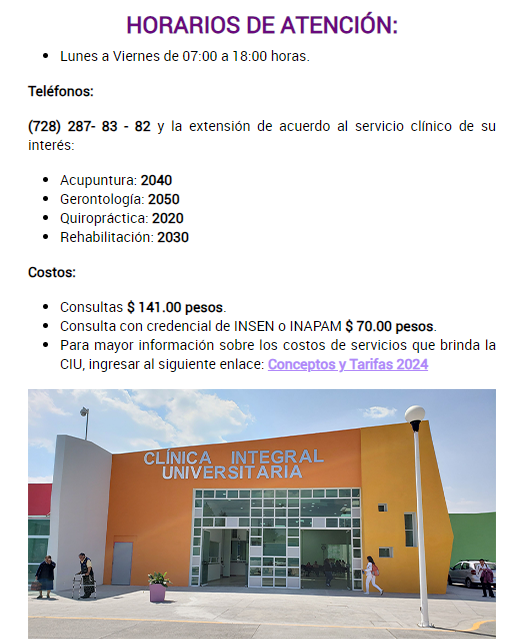 HORARIOS DE ATENCIÓN:
• Lunes a Viernes de 07:00 a 18:00 horas.
Teléfonos:
(728) 287- 83 - 82 y la extensión de acuerdo al servicio clínico de su
interés:
• Acupuntura: 2040
• Gerontología: 2050
• Quiropráctica: 2020
• Rehabilitación: 2030
Costos:
• Consultas $ 141.00 pesos.
• Consulta con credencial de INSEN o INAPAM $ 70.00 pesos.
• Para mayor información sobre los costos de servicios que brinda la
CIU, ingresar al siguiente enlace: Conceptos y Tarifas 2024
CLÍNICA INTEGRAL
UNIVERSITARIA